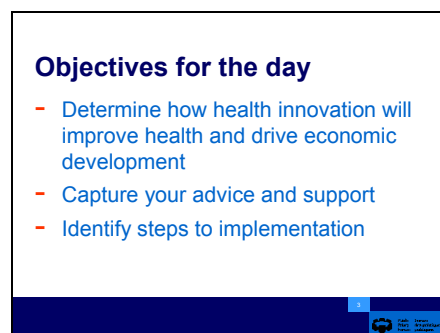 Objectives for the day
- Determine how health innovation will
improve health and drive economic
development
- Capture your advice and support
- Identify steps to implementation
3